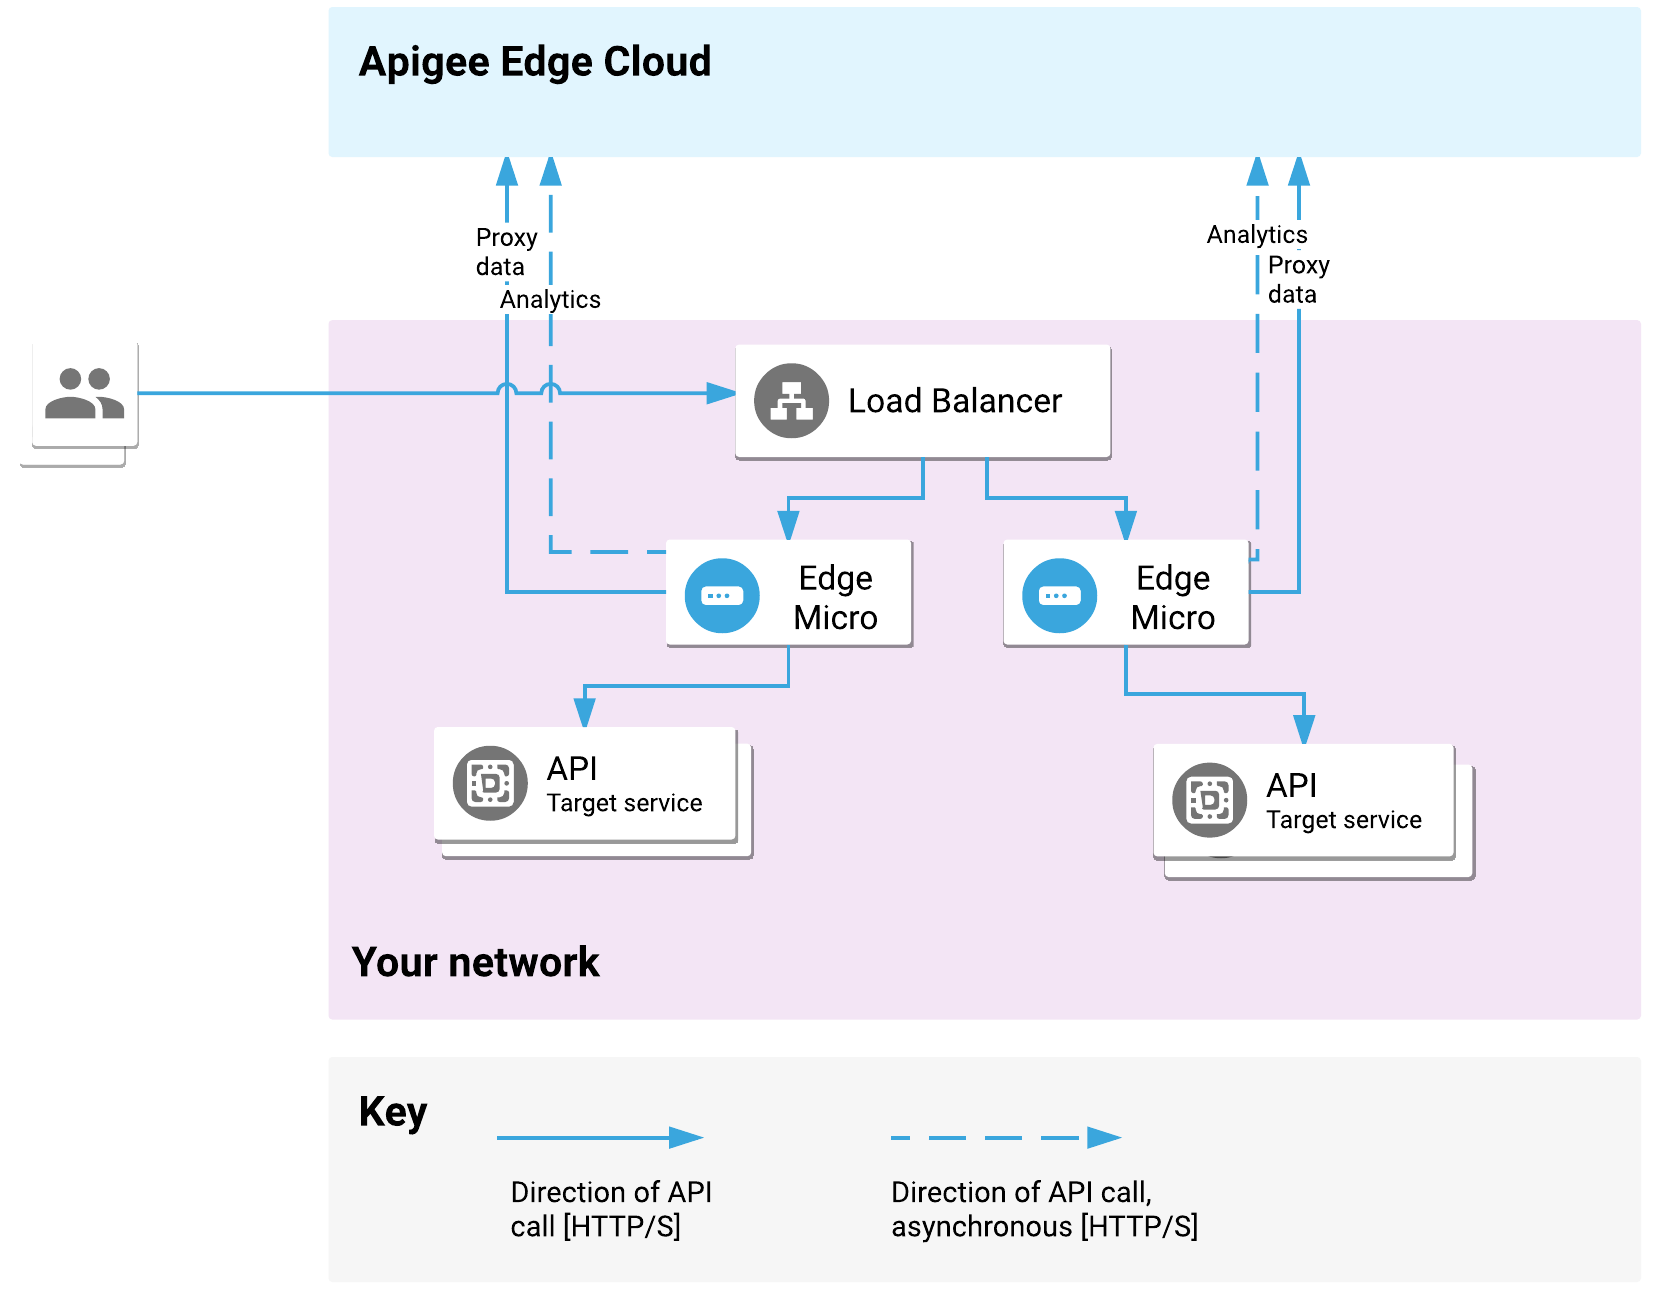 Apigee Edge Cloud
Proxy
data
Analytics
Analytics
Proxy
data
Load Balancer
Edge
Micro
Edge
Micro
API
Target service
API
Target service
Your network
Key
Direction of API
call [HTTP/S]
Direction of API call,
asynchronous [HTTP/S]